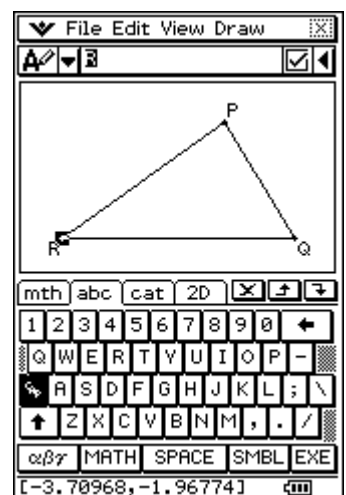 File Edit View Draw
R
P
R
Q
mth abc cat 2D
1 2 3 4 5 6 7 8 9 0
Q W E R T Y U I O P -
A S D F G H J K L ; \
Z X C V B N M , . /
αβγ MATH SPACE SMBL EXE
[-3.70968,-1.96774]